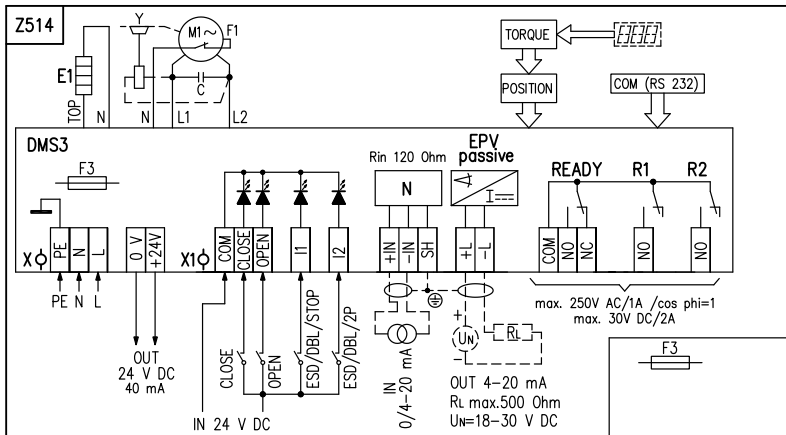 Z514
Y
M1~
F1
E1
C
TOP
N
N
L1
L2
TORQUE
POSITION
COM (RS 232)
DMS3
F3
Rin 120 Ohm
N
EPV
passive
I
READY
R1
R2
X
PE
N
L
0 V
+24V
X1
COM
CLOSE
OPEN
I1
I2
+IN
-IN
SH
+L
-L
COM
NO
NC
NO
NO
PE N L
OUT
24 V DC
40 mA
CLOSE
OPEN
ESD/DBL/STOP
ESD/DBL/2P
IN 24 V DC
IN
0/4-20 mA
+
UN
-
RL
OUT 4-20 mA
RL max.500 Ohm
UN=18-30 V DC
max. 250V AC/1A /cos phi=1
max. 30V DC/2A
F3